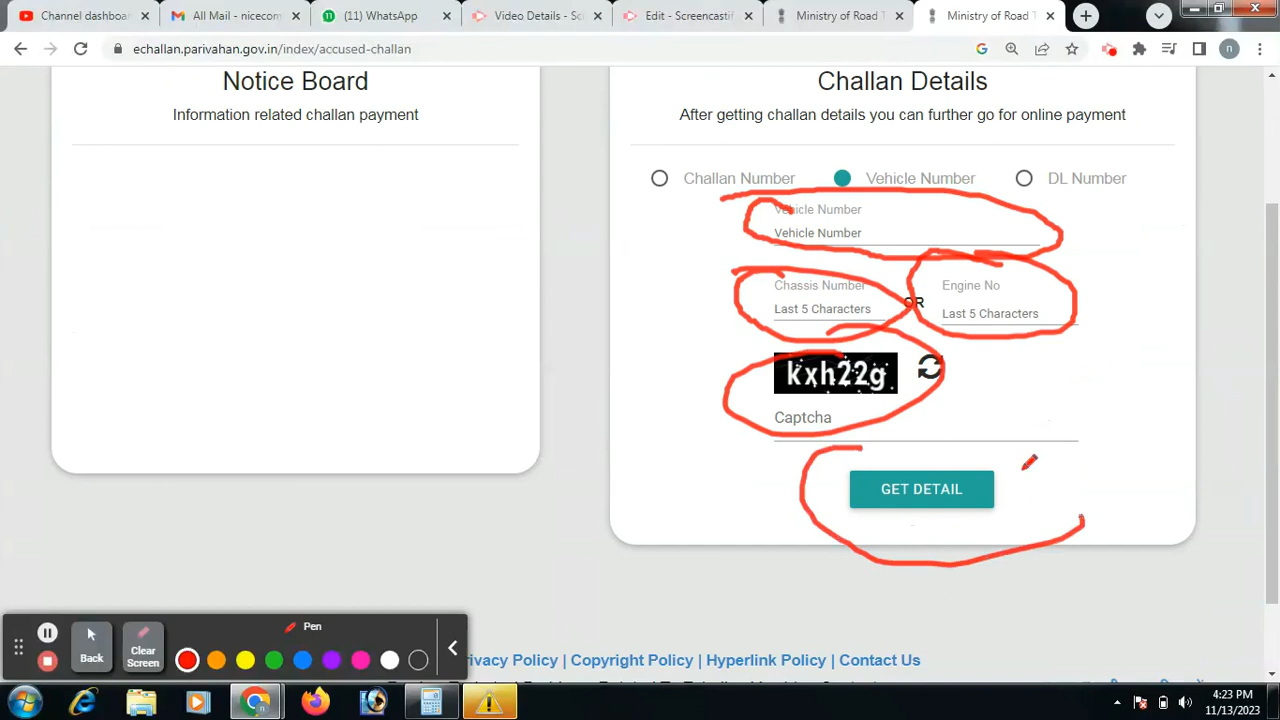 Channel dashboa
All Mail - nicecom
(11) WhatsApp
Video Details - Sc
Edit - Screencastif
Ministry of Road T
Ministry of Road T
echallan.parivahan.gov.in/index/accused-challan
n
Notice Board
Information related challan payment
Challan Details
After getting challan details you can further go for online payment
Challan Number
Vehicle Number
DL Number
Vehicle Number
Vehicle Number
Chassis Number
Last 5 Characters
OR
Engine No
Last 5 Characters
kxh22g
Captcha
GET DETAIL
Pen
Back
Clear
Screen
rivacy Policy | Copyright Policy | Hyperlink Policy | Contact Us
4:23 PM
11/13/2023